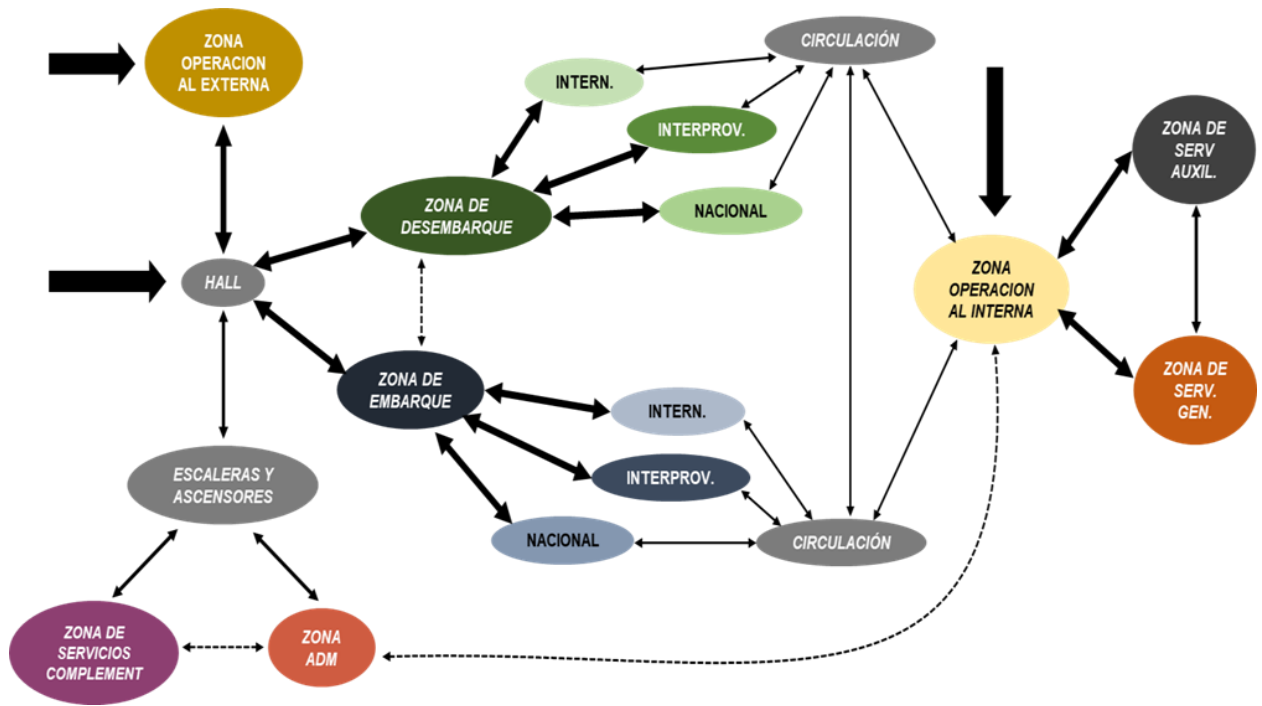 ZONA
OPERACION
AL EXTERNA
CIRCULACIÓN
INTERN.
INTERPROV.
NACIONAL
ZONA DE
DESEMBARQUE
HALL
ZONA DE
SERV
AUXIL.
ZONA
OPERACION
AL INTERNA
ZONA DE
SERV.
GEN.
ZONA DE
EMBARQUE
INTERN.
INTERPROV.
NACIONAL
CIRCULACIÓN
ESCALERAS Y
ASCENSORES
ZONA DE
SERVICIOS
COMPLEMENT
ZONA
ADM